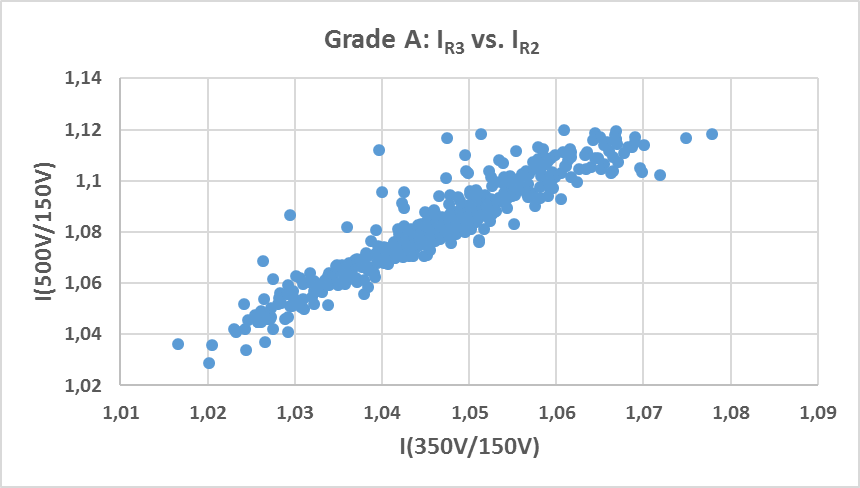 Grade A: IR3 vs. IR2
I(500V/150V)
1,14
1,12
1,1
1,08
1,06
1,04
1,02
1,01 1,02 1,03 1,04 1,05 1,06 1,07 1,08 1,09
I(350V/150V)